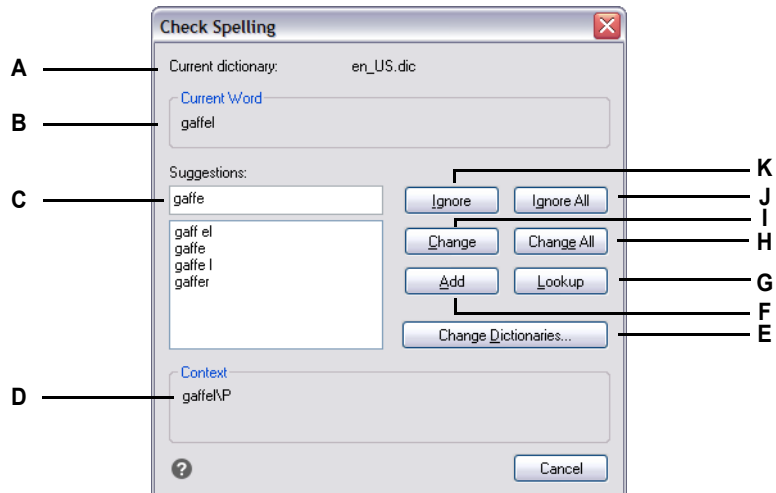 Check Spelling
A
Current dictionary: en_US.dic
Current Word
B
gaffel
K
Suggestions:
C
gaffe
Ignore
Ignore All
J
I
gaff el
gaffe
gaffe l
gaffer
Change
Change All
H
Add
Lookup
G
F
Change Dictionaries...
E
Context
D
gaffel\P
?
Cancel